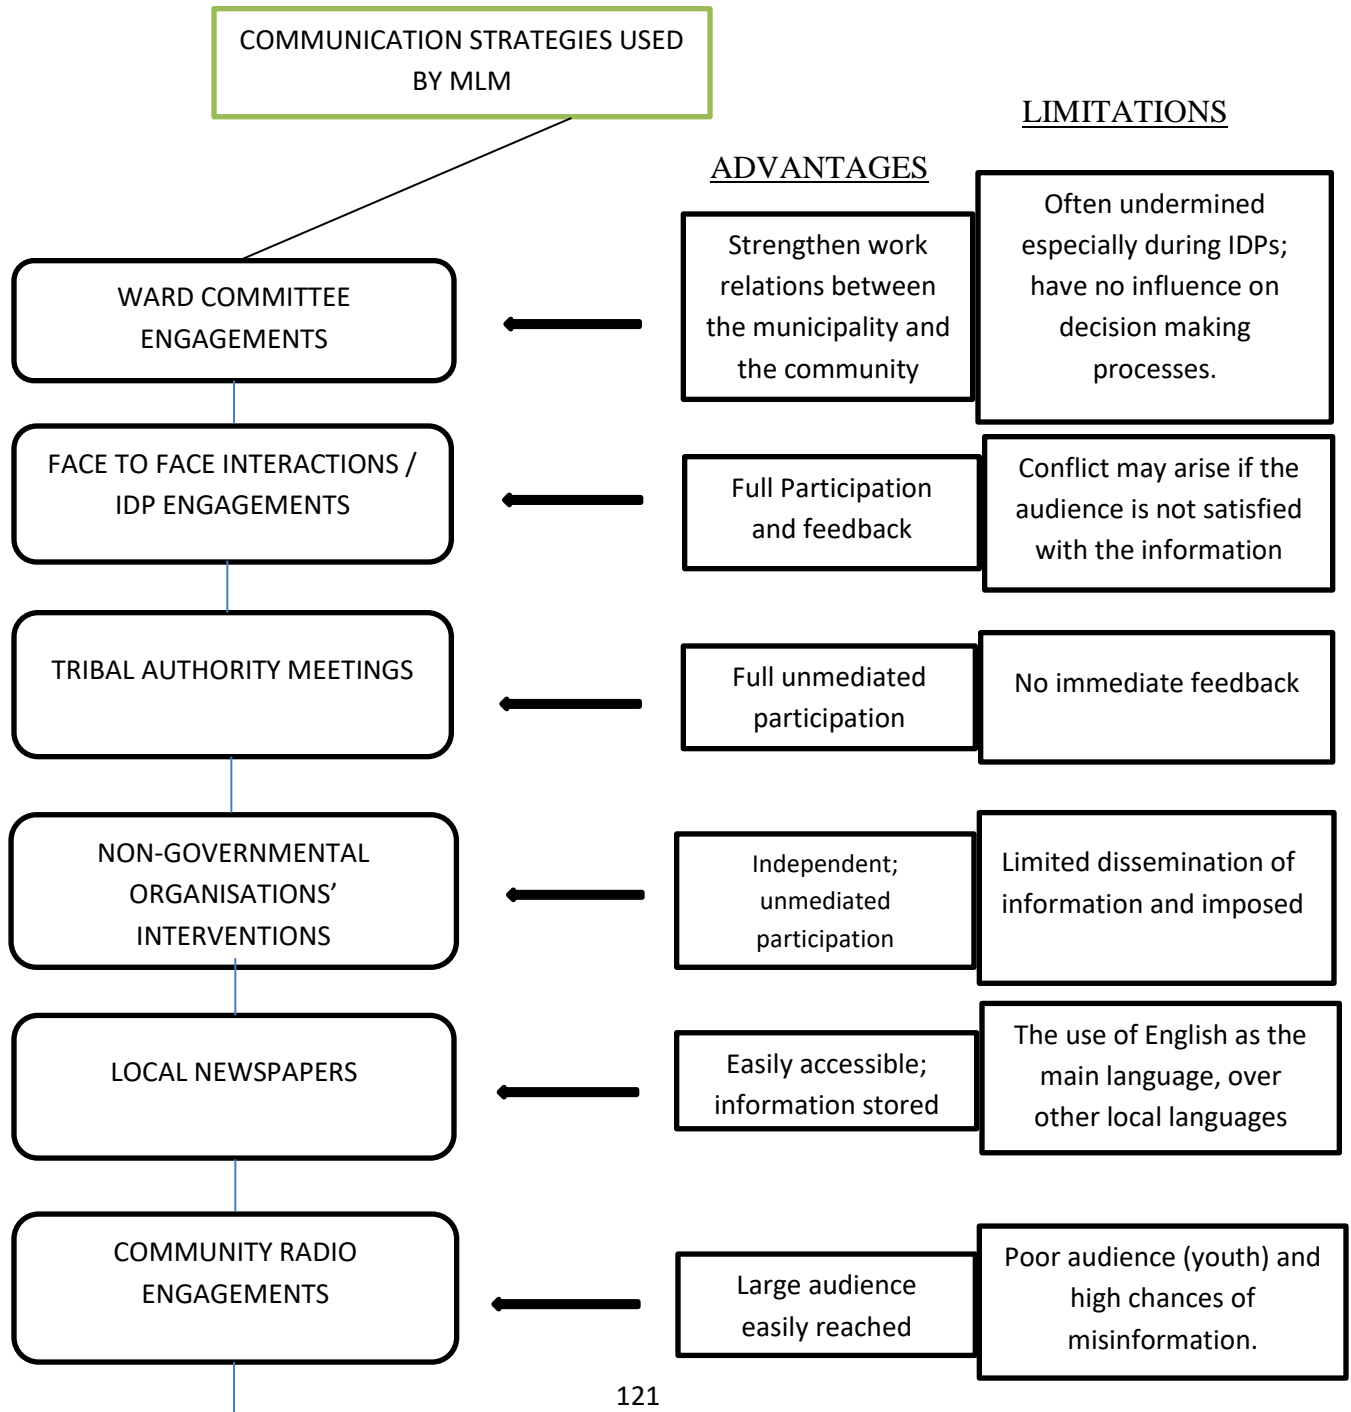 COMMUNICATION STRATEGIES USED
BY MLM
LIMITATIONS
ADVANTAGES
WARD COMMITTEE
ENGAGEMENTS
Strengthen work
relations between
the municipality and
the community
Often undermined
especially during IDPs;
have no influence on
decision making
processes.
FACE TO FACE INTERACTIONS /
IDP ENGAGEMENTS
Full Participation
and feedback
Conflict may arise if the
audience is not satisfied
with the information
TRIBAL AUTHORITY MEETINGS
Full unmediated
participation
No immediate feedback
NON-GOVERNMENTAL
ORGANISATIONS’
INTERVENTIONS
Independent;
unmediated
participation
Limited dissemination of
information and imposed
LOCAL NEWSPAPERS
Easily accessible;
information stored
The use of English as the
main language, over
other local languages
COMMUNITY RADIO
ENGAGEMENTS
Large audience
easily reached
Poor audience (youth) and
high chances of
misinformation.
121